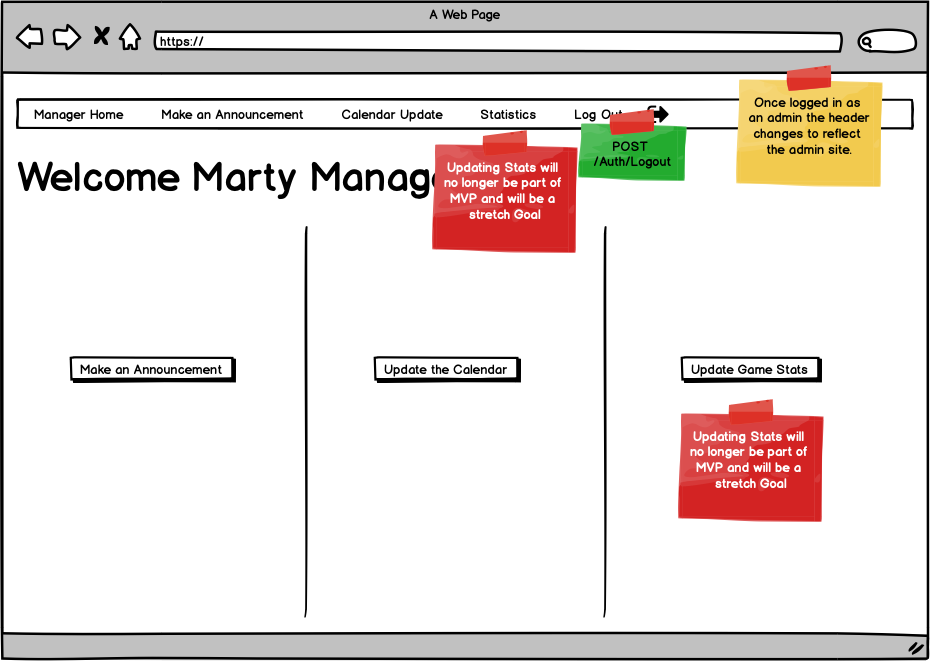 A Web Page
https://
Manager Home
Make an Announcement
Calendar Update
Statistics
Log Out
Once logged in as
an admin the header
changes to reflect
the admin site.
POST
/Auth/Logout
Welcome Marty Manage
Updating Stats will
no longer be part of
MVP and will be a
stretch Goal
Make an Announcement
Update the Calendar
Update Game Stats
Updating Stats will
no longer be part of
MVP and will be a
stretch Goal